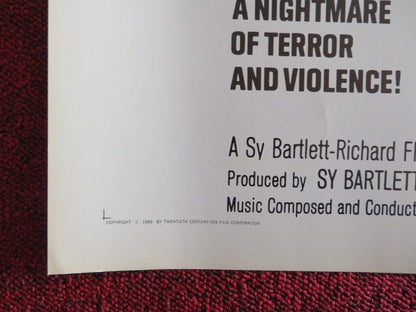 A NIGHTMARE
OF TERROR
AND VIOLENCE!
A Sy Bartlett-Richard Fl
Produced by SY BARTLETT
Music Composed and Conduct
COPYRIGHT © 1969 BY TWENTIETH CENTURY-FOX FILM CORPORATION